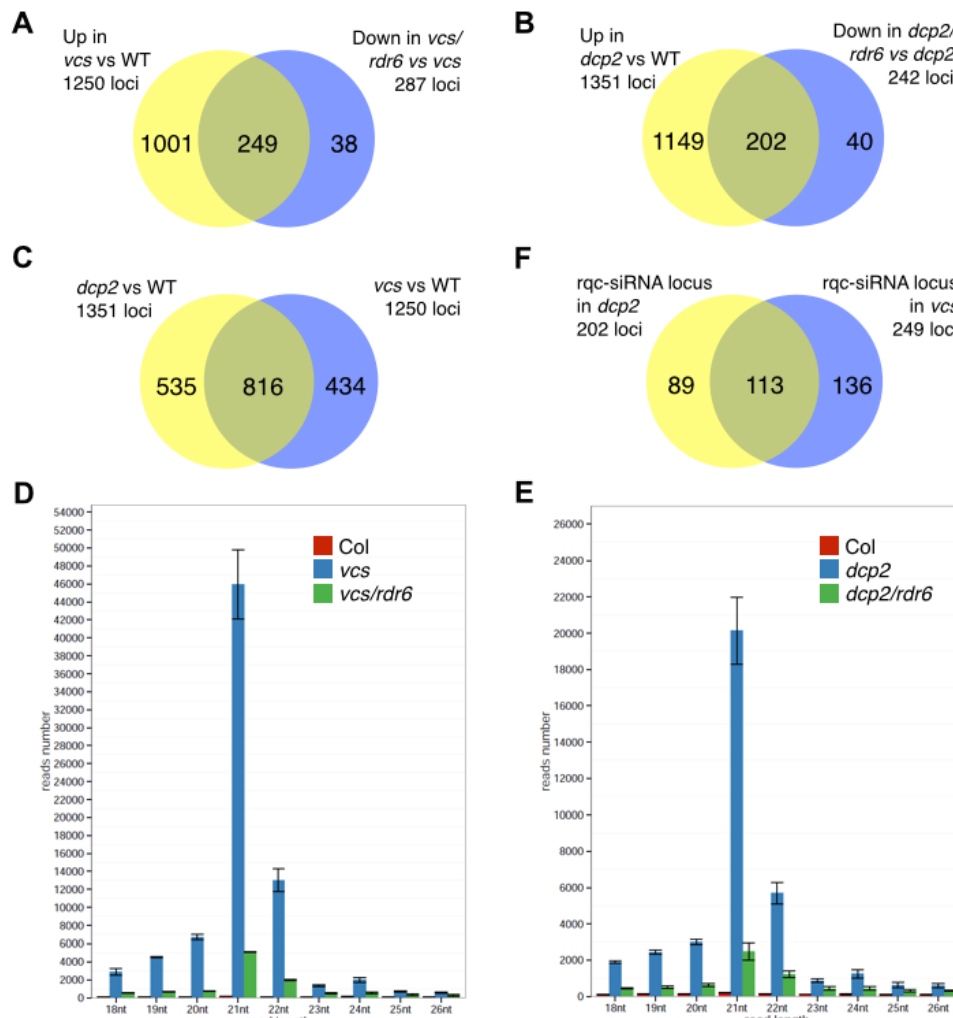 A
Up in
vcs vs WT
1250 loci
Down in vcs/
rdr6 vs vcs
287 loci
1001
249
38
B
Up in
dcp2 vs WT
1351 loci
Down in dcp2/
rdr6 vs dcp2
242 loci
1149
202
40
C
dcp2 vs WT
1351 loci
vcs vs WT
1250 loci
535
816
434
F
rqc-siRNA locus
in dcp2
202 loci
rqc-siRNA locus
in vcs
249 loci
89
113
136
D
54000
52000
50000
48000
46000
44000
42000
40000
38000
36000
34000
32000
30000
28000
26000
24000
22000
20000
18000
16000
14000
13000
12000
10000
8000
6000
4000
2000
0
reads number
Col
vcs
vcs/rdr6
18nt 19nt 20nt 21nt 22nt 23nt 24nt 25nt 26nt
E
26000
24000
22000
20000
18000
16000
14000
12000
10000
8000
6000
4000
2000
0
reads number
Col
dcp2
dcp2/rdr6
18nt 19nt 20nt 21nt 22nt 23nt 24nt 25nt 26nt